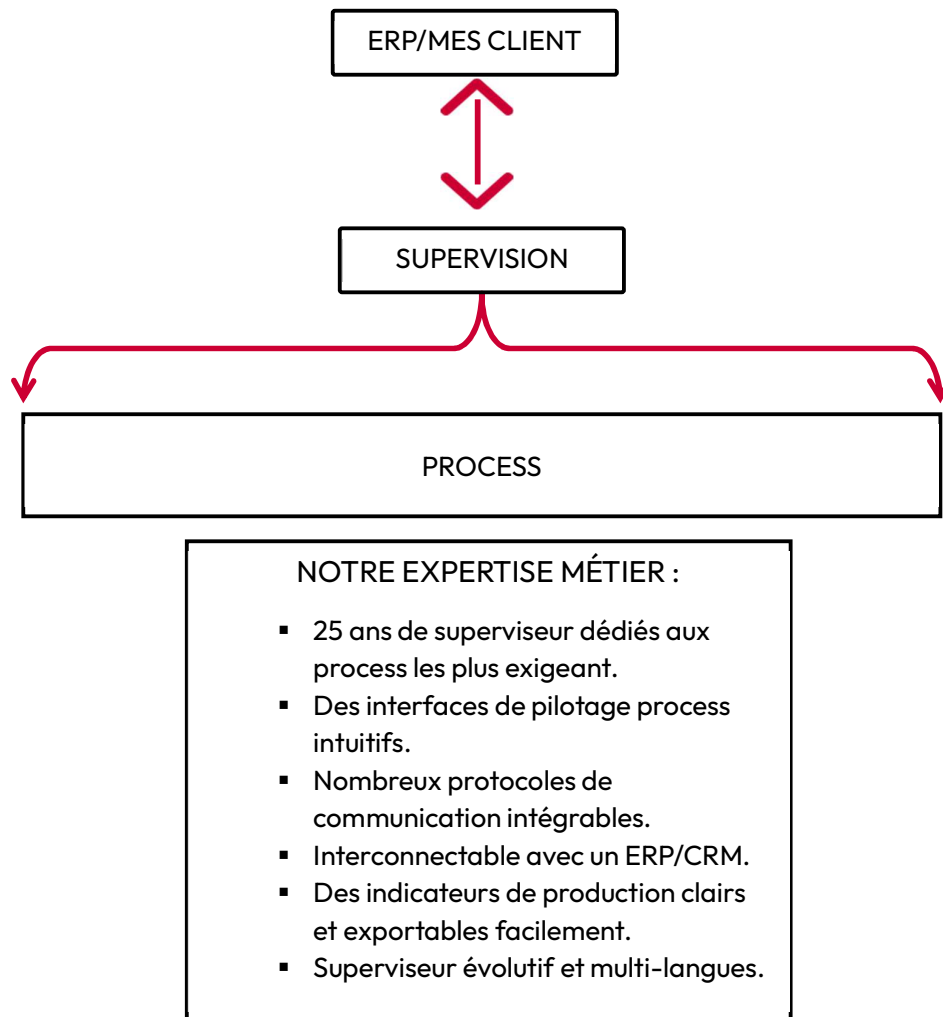 ERP/MES CLIENT
SUPERVISION
PROCESS
NOTRE EXPERTISE MÉTIER :
▪ 25 ans de superviseur dédiés aux
process les plus exigeant.
▪ Des interfaces de pilotage process
intuitifs.
▪ Nombreux protocoles de
communication intégrables.
▪ Interconnectable avec un ERP/CRM.
▪ Des indicateurs de production clairs
et exportables facilement.
▪ Superviseur évolutif et multi-langues.